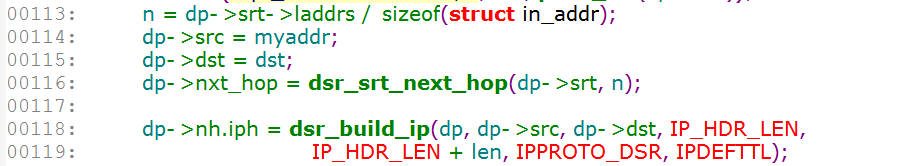 00113: n = dp->srt->laddrs / sizeof(struct in_addr);
00114: dp->src = myaddr;
00115: dp->dst = dst;
00116: dp->nxt_hop = dsr_srt_next_hop(dp->srt, n);
00117:
00118: dp->nh.iph = dsr_build_ip(dp, dp->src, dp->dst, IP_HDR_LEN,
00119: IP_HDR_LEN + len, IPPROTO_DSR, IPDEFTTL);